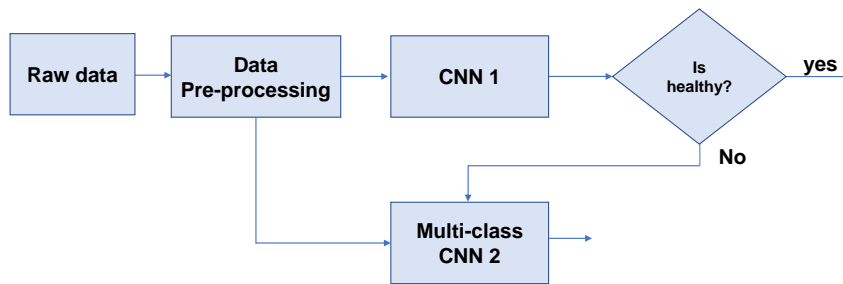 Raw data
Data
Pre-processing
CNN 1
Is
healthy?
yes
No
Multi-class
CNN 2